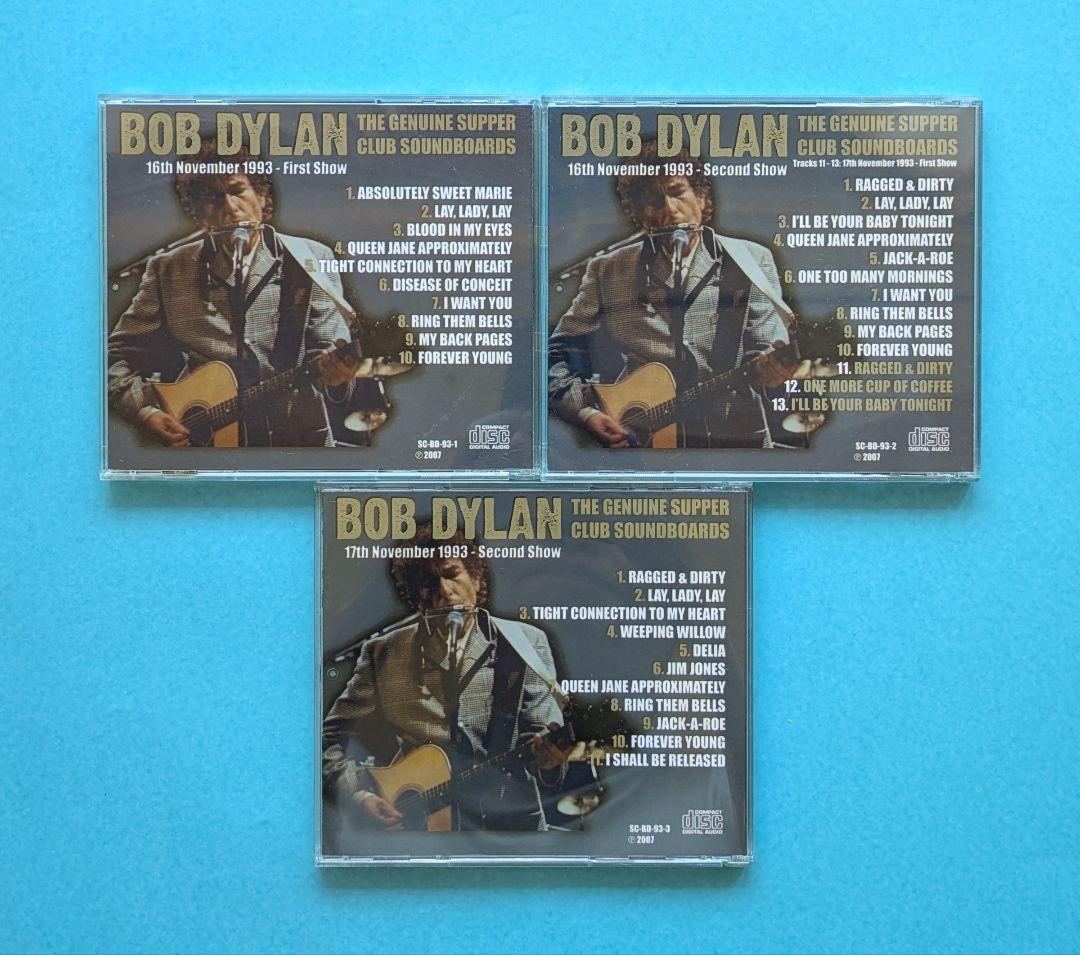 BOB DYLAN
THE GENUINE SUPPER
CLUB SOUNDBOARDS
16th November 1993 - First Show
1. ABSOLUTELY SWEET MARIE
2. LAY, LADY, LAY
3. BLOOD IN MY EYES
4. QUEEN JANE APPROXIMATELY
5. TIGHT CONNECTION TO MY HEART
6. DISEASE OF CONCEIT
7. I WANT YOU
8. RING THEM BELLS
9. MY BACK PAGES
10. FOREVER YOUNG
SC-BD-93-1
℗ 2007
COMPACT
disc
DIGITAL AUDIO
BOB DYLAN
THE GENUINE SUPPER
CLUB SOUNDBOARDS
16th November 1993 - Second Show
Tracks 11 - 13: 17th November 1993 - First Show
1. RAGGED & DIRTY
2. LAY, LADY, LAY
3. I'LL BE YOUR BABY TONIGHT
4. QUEEN JANE APPROXIMATELY
5. JACK-A-ROE
6. ONE TOO MANY MORNINGS
7. I WANT YOU
8. RING THEM BELLS
9. MY BACK PAGES
10. FOREVER YOUNG
11. RAGGED & DIRTY
12. ONE MORE CUP OF COFFEE
13. I'LL BE YOUR BABY TONIGHT
SC-BD-93-2
℗ 2007
COMPACT
disc
DIGITAL AUDIO
BOB DYLAN
THE GENUINE SUPPER
CLUB SOUNDBOARDS
17th November 1993 - Second Show
1. RAGGED & DIRTY
2. LAY, LADY, LAY
3. TIGHT CONNECTION TO MY HEART
4. WEEPING WILLOW
5. DELIA
6. JIM JONES
7. QUEEN JANE APPROXIMATELY
8. RING THEM BELLS
9. JACK-A-ROE
10. FOREVER YOUNG
11. I SHALL BE RELEASED
SC-BD-93-3
℗ 2007
COMPACT
disc
DIGITAL AUDIO